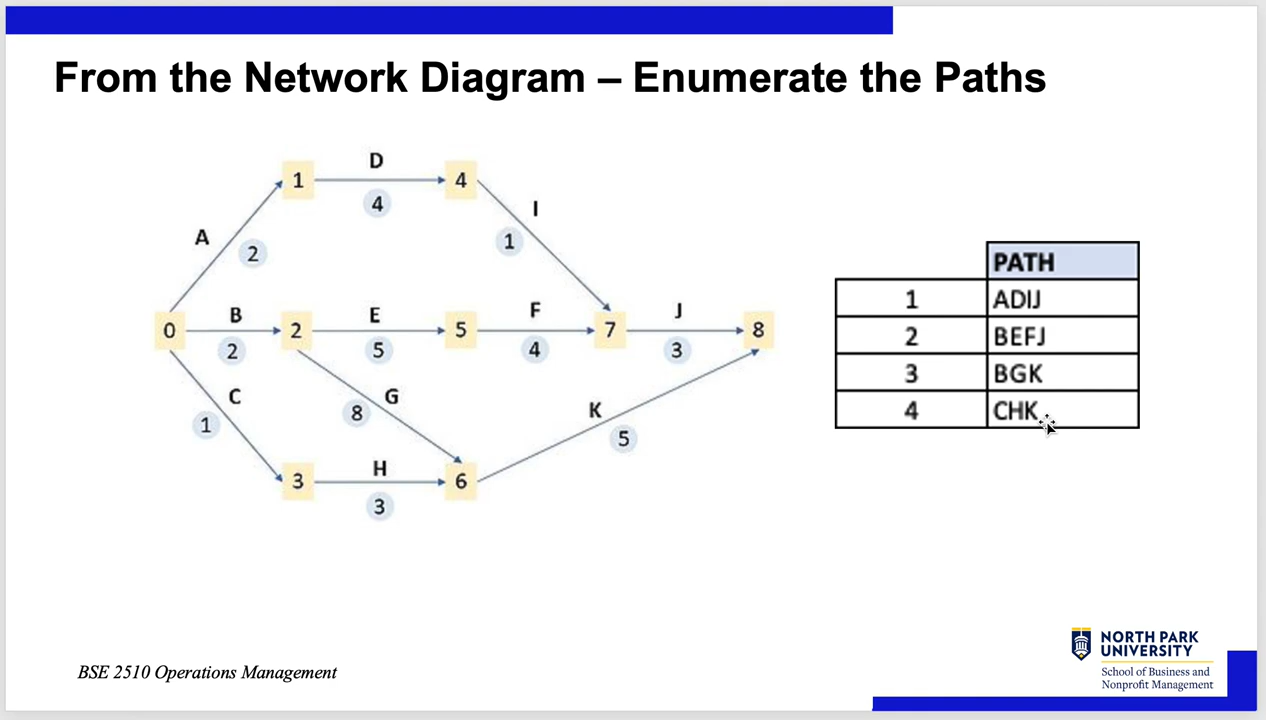 From the Network Diagram – Enumerate the Paths
D
1
4
4
I
A
2
1
B
E
F
J
0
2
5
7
8
2
5
4
3
C
G
8
K
1
5
H
3
6
3
PATH
1 ADIJ
2 BEFJ
3 BGK
4 CHK
BSE 2510 Operations Management
NORTH PARK
UNIVERSITY
School of Business and
Nonprofit Management